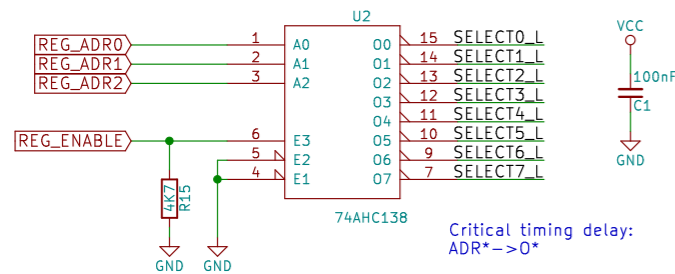 U2
REG_ADR0 1 A0 O0 15 SELECT0_L
REG_ADR1 2 A1 O1 14 SELECT1_L
REG_ADR2 3 A2 O2 13 SELECT2_L
O3 12 SELECT3_L
O4 11 SELECT4_L
REG_ENABLE 6 E3 O5 10 SELECT5_L
5 E2 O6 9 SELECT6_L
4 E1 O7 7 SELECT7_L
4K7 R15
74AHC138
GND
GND
VCC
100nF
C1
GND
Critical timing delay:
ADR*->O*